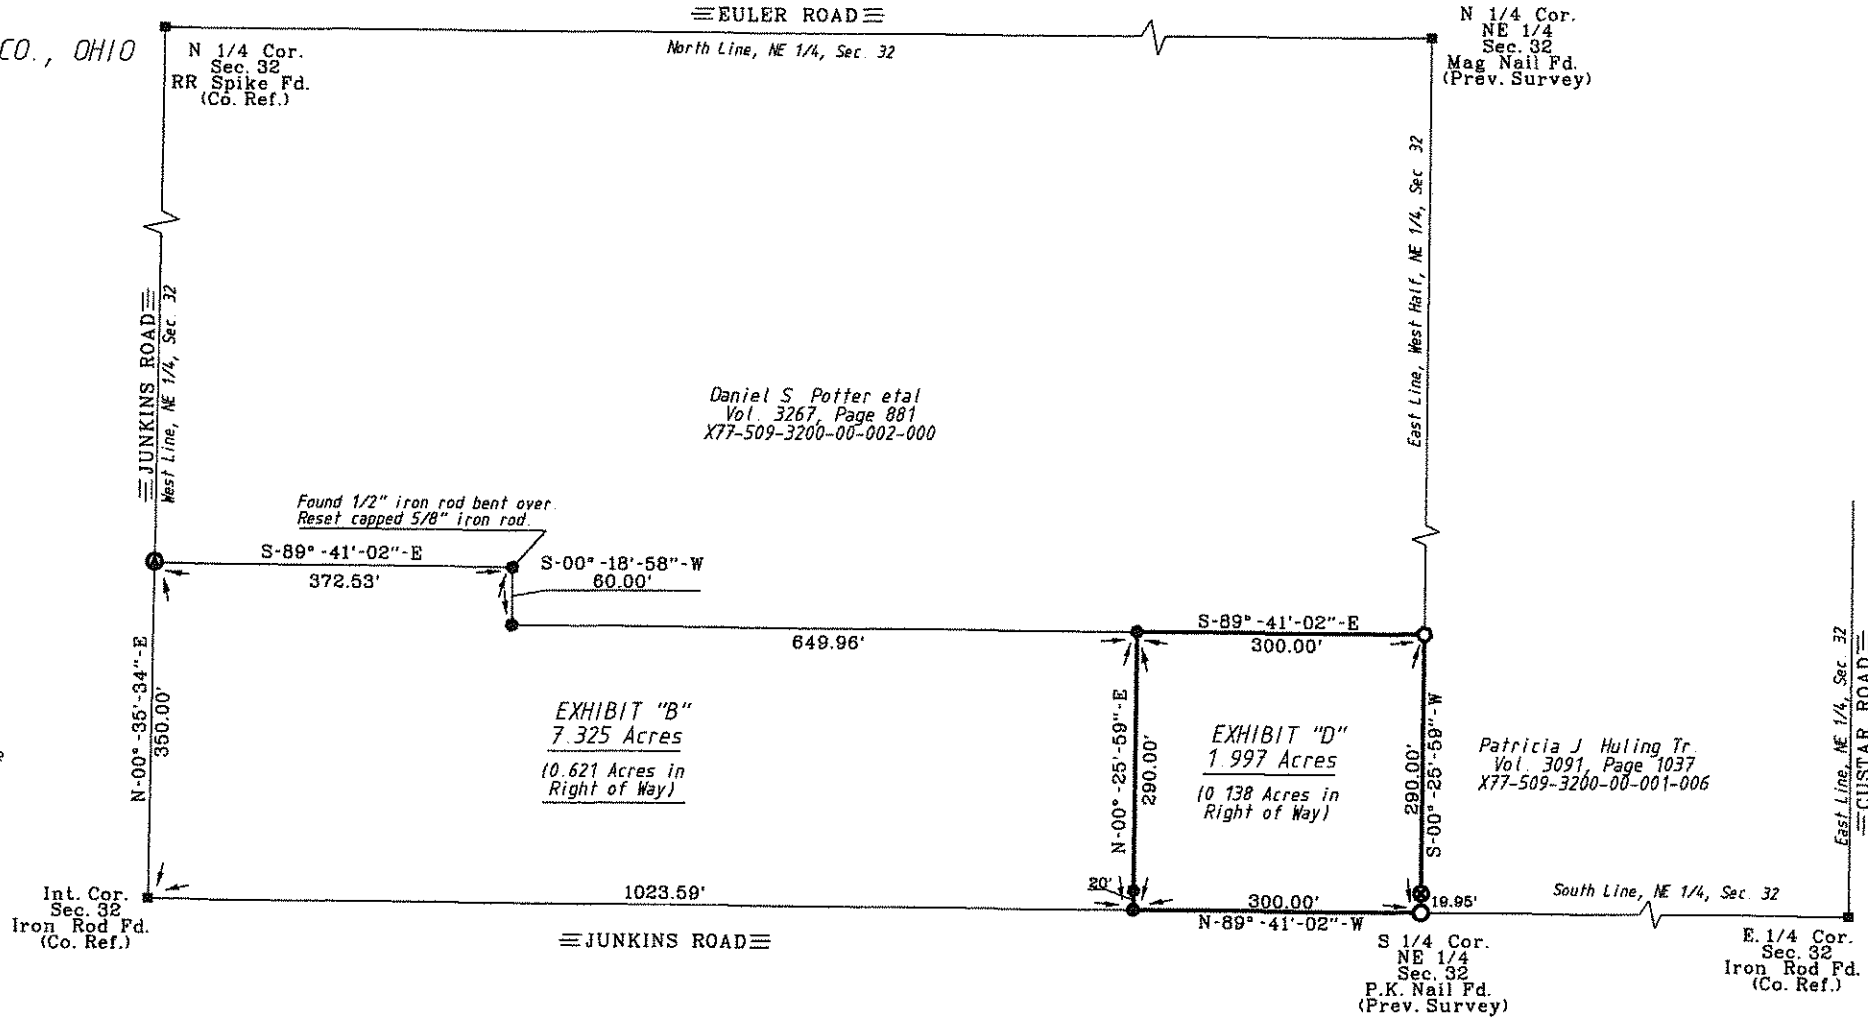 CO., OHIO
EULER ROAD
North Line, NE 1/4, Sec. 32
N 1/4 Cor.
Sec. 32
RR Spike Fd.
(Co. Ref.)
N 1/4 Cor.
NE 1/4
Sec. 32
Mag Nail Fd.
(Prev. Survey)
JUNKINS ROAD
West Line, NE 1/4, Sec. 32
East Line, West Half, NE 1/4, Sec 32
Daniel S Potter etal
Vol. 3267, Page 881
X77-509-3200-00-002-000
Found 1/2" iron rod bent over.
Reset capped 5/8" iron rod.
S-89°-41'-02"-E
372.53'
S-00°-18'-58"-W
60.00'
649.96'
S-89°-41'-02"-E
300.00'
N-00°-35'-34"-E
350.00'
EXHIBIT "B"
7.325 Acres
(0.621 Acres in
Right of Way)
N-00°-25'-59"-E
290.00'
EXHIBIT "D"
1.997 Acres
(0 138 Acres in
Right of Way)
290.00'
S-00°-25'-59"-W
Patricia J Huling Tr.
Vol. 3091, Page 1037
X77-509-3200-00-001-006
East Line, NE 1/4, Sec. 32
CUSTAR ROAD
Int. Cor.
Sec. 32
Iron Rod Fd.
(Co. Ref.)
1023.59'
JUNKINS ROAD
20'
300.00'
N-89°-41'-02"-W
19.95'
South Line, NE 1/4, Sec. 32
S 1/4 Cor.
NE 1/4
Sec. 32
P.K. Nail Fd.
(Prev. Survey)
E. 1/4 Cor.
Sec. 32
Iron Rod Fd.
(Co. Ref.)